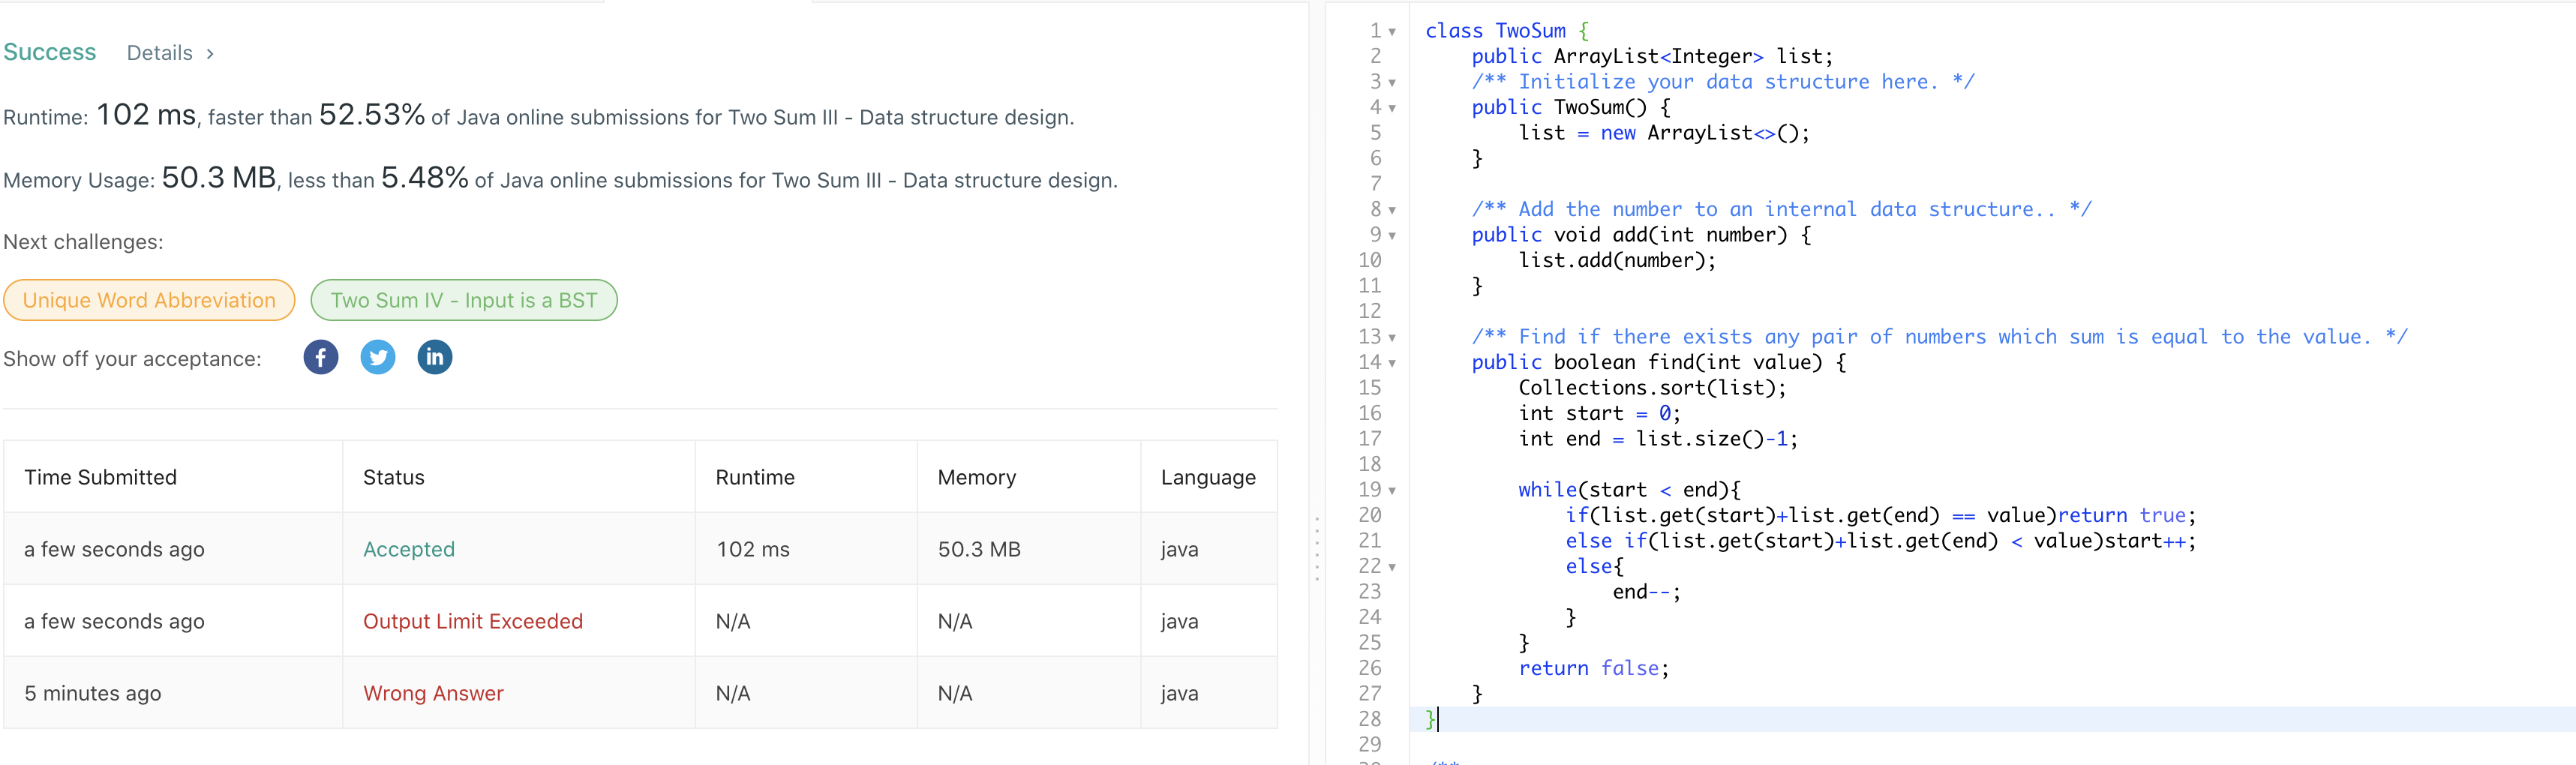 Success Details >
Runtime: 102 ms, faster than 52.53% of Java online submissions for Two Sum III - Data structure design.
Memory Usage: 50.3 MB, less than 5.48% of Java online submissions for Two Sum III - Data structure design.
Next challenges:
Unique Word Abbreviation Two Sum IV - Input is a BST
Show off your acceptance: f in
Time Submitted Status Runtime Memory Language
a few seconds ago Accepted 102 ms 50.3 MB java
a few seconds ago Output Limit Exceeded N/A N/A java
5 minutes ago Wrong Answer N/A N/A java
1 class TwoSum {
2     public ArrayList<Integer> list;
3     /** Initialize your data structure here. */
4     public TwoSum() {
5         list = new ArrayList<>();
6     }
7
8     /** Add the number to an internal data structure.. */
9     public void add(int number) {
10         list.add(number);
11     }
12
13     /** Find if there exists any pair of numbers which sum is equal to the value. */
14     public boolean find(int value) {
15         Collections.sort(list);
16         int start = 0;
17         int end = list.size()-1;
18
19         while(start < end){
20             if(list.get(start)+list.get(end) == value)return true;
21             else if(list.get(start)+list.get(end) < value)start++;
22             else{
23                 end--;
24             }
25         }
26         return false;
27     }
28 }
29